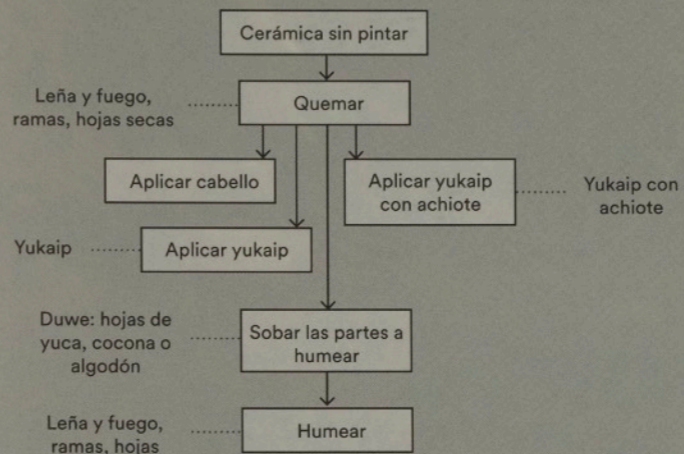 Cerámica sin pintar
Leña y fuego,
ramas, hojas secas
Quemar
Aplicar cabello
Aplicar yukaip
con achiote
Yukaip con
achiote
Yukaip
Aplicar yukaip
Duwe: hojas de
yuca, cocona o
algodón
Sobar las partes a
humear
Leña y fuego,
ramas, hojas
Humear